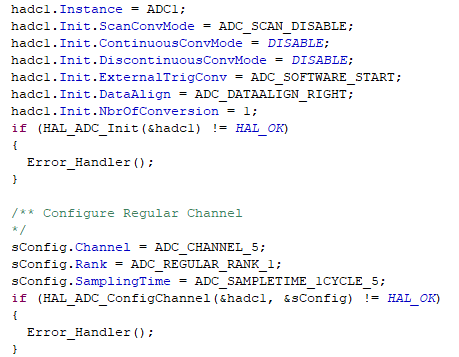 hadc1.Instance = ADC1;
hadc1.Init.ScanConvMode = ADC_SCAN_DISABLE;
hadc1.Init.ContinuousConvMode = DISABLE;
hadc1.Init.DiscontinuousConvMode = DISABLE;
hadc1.Init.ExternalTrigConv = ADC_SOFTWARE_START;
hadc1.Init.DataAlign = ADC_DATAALIGN_RIGHT;
hadc1.Init.NbrOfConversion = 1;
if (HAL_ADC_Init(&hadc1) != HAL_OK)
{
  Error_Handler();
}

/** Configure Regular Channel
*/
sConfig.Channel = ADC_CHANNEL_5;
sConfig.Rank = ADC_REGULAR_RANK_1;
sConfig.SamplingTime = ADC_SAMPLETIME_1CYCLE_5;
if (HAL_ADC_ConfigChannel(&hadc1, &sConfig) != HAL_OK)
{
  Error_Handler();
}